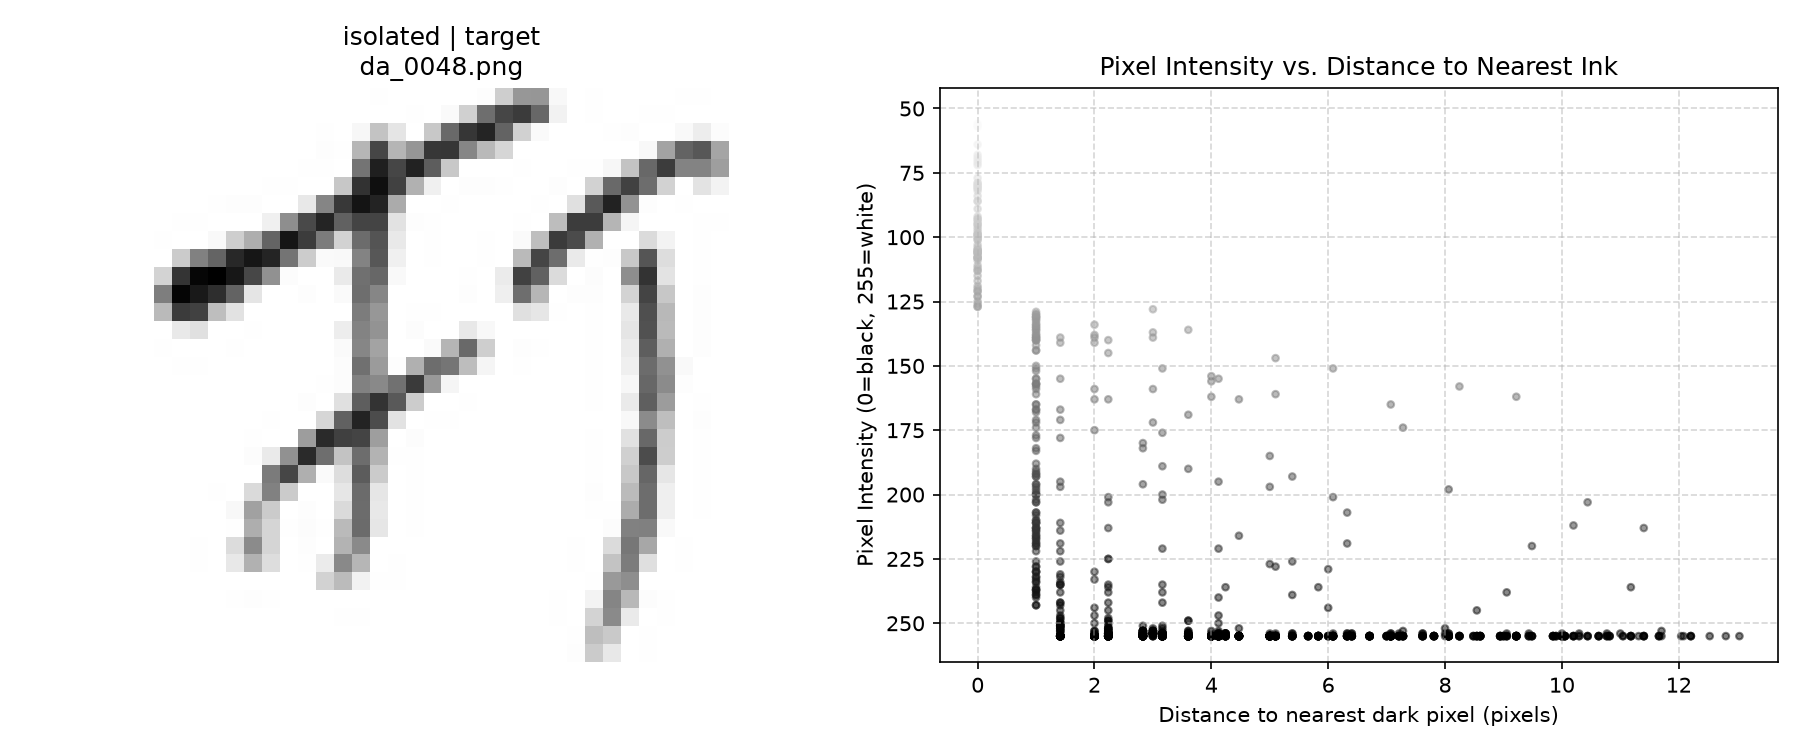 isolated | target
da_0048.png
Pixel Intensity vs. Distance to Nearest Ink
Pixel Intensity (0=black, 255=white)
50
75
100
125
150
175
200
225
250
0 2 4 6 8 10 12
Distance to nearest dark pixel (pixels)